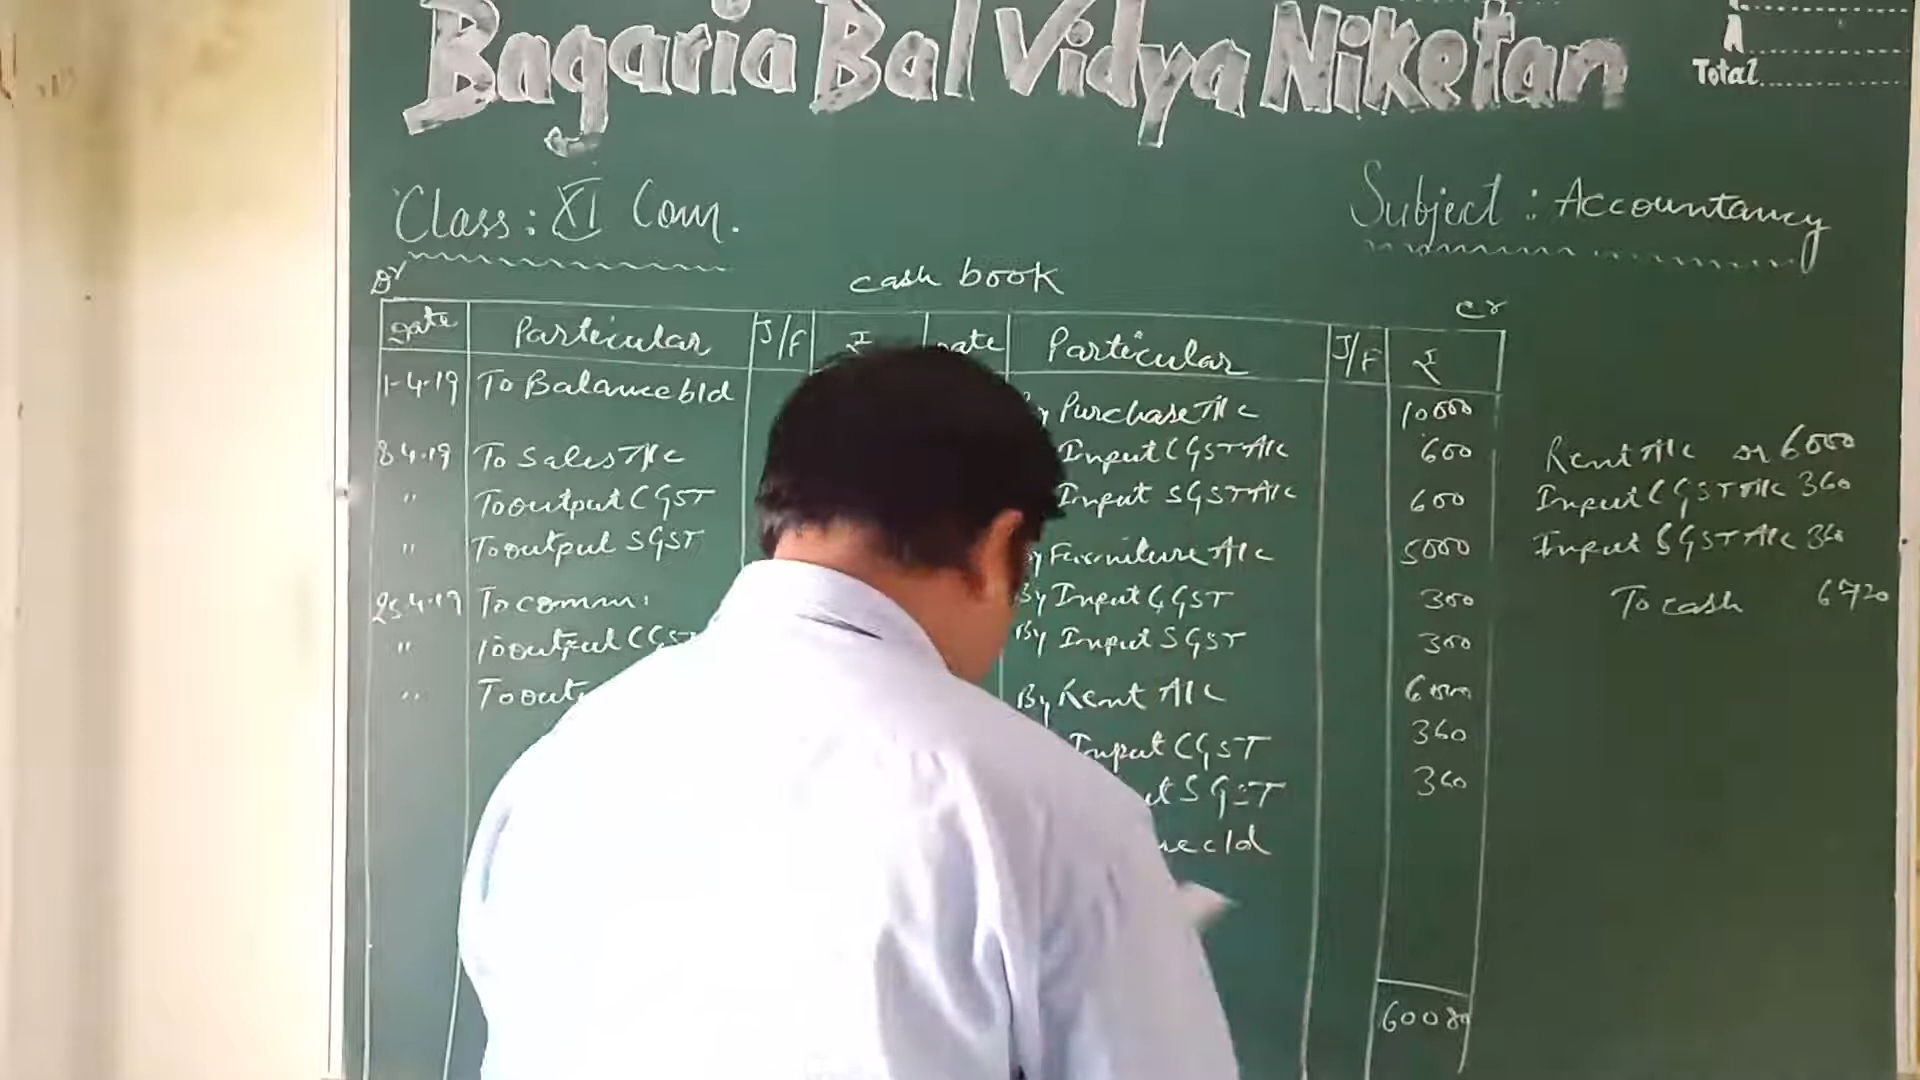 Bagaria Bal Vidya Niketan
A
Total
Class: XI Com.
Subject: Accountancy
Dr
cash book
Cr
Date Particular J/F ₹ Date Particular J/F ₹
1-4-19 To Balance b/d
By Purchase A/c 10000
8-4-19 To Sales A/c
Input CGST A/c 600
" To output CGST
Input SGST A/c 600
" To output SGST
By Furniture A/c 5000
25-4-19 To comm.
By Input CGST 300
" To output CGST
By Input SGST 300
" To
By Rent A/c 6000
Input CGST 360
SGST 360
c/d
60080
Rent A/c Dr 6000
Input CGST A/c 360
Input SGST A/c 360
To cash 6720